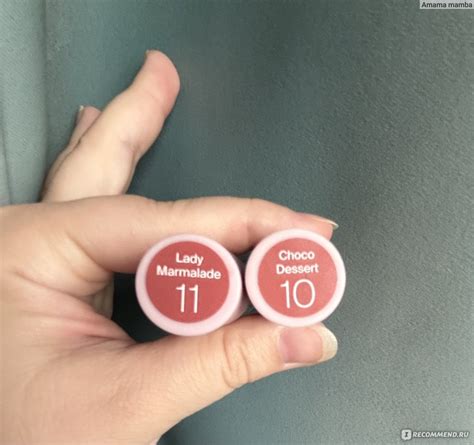 Amama mamba
Lady
Marmalade
11
Choco
Dessert
10
IRECOMMEND.RU